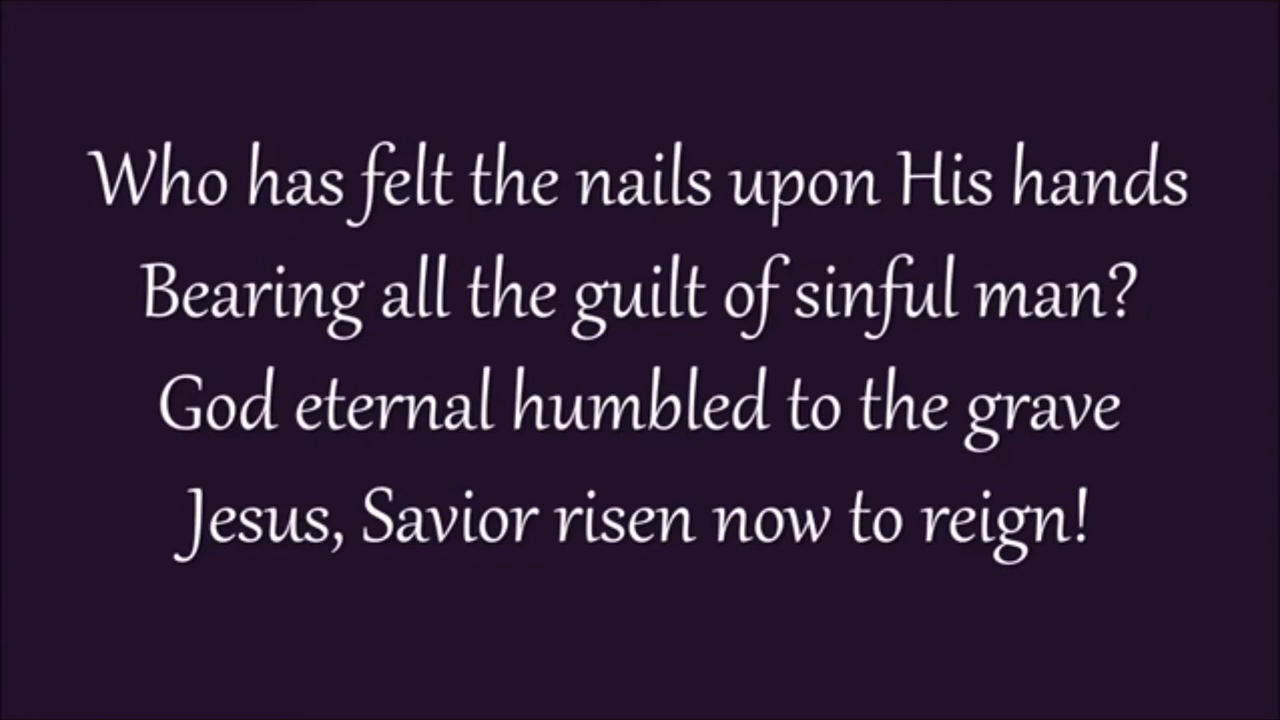 Who has felt the nails upon His hands
Bearing all the guilt of sinful man?
God eternal humbled to the grave
Jesus, Savior risen now to reign!